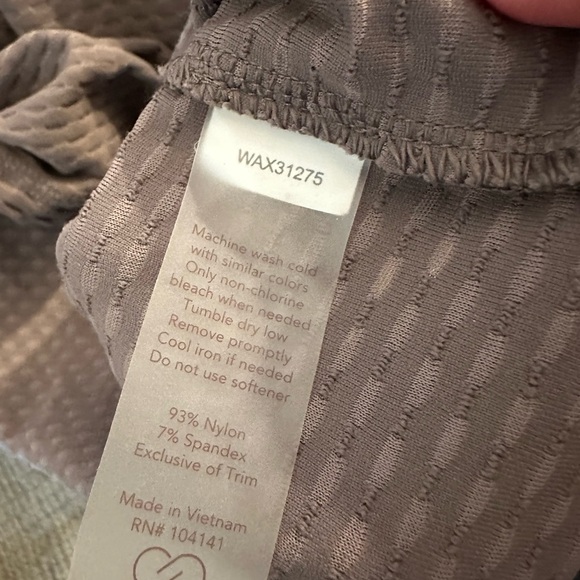 WAX31275
Machine wash cold
with similar colors
Only non-chlorine
bleach when needed
Tumble dry low
Remove promptly
Cool iron if needed
Do not use softener
93% Nylon
7% Spandex
Exclusive of Trim
Made in Vietnam
RN# 104141